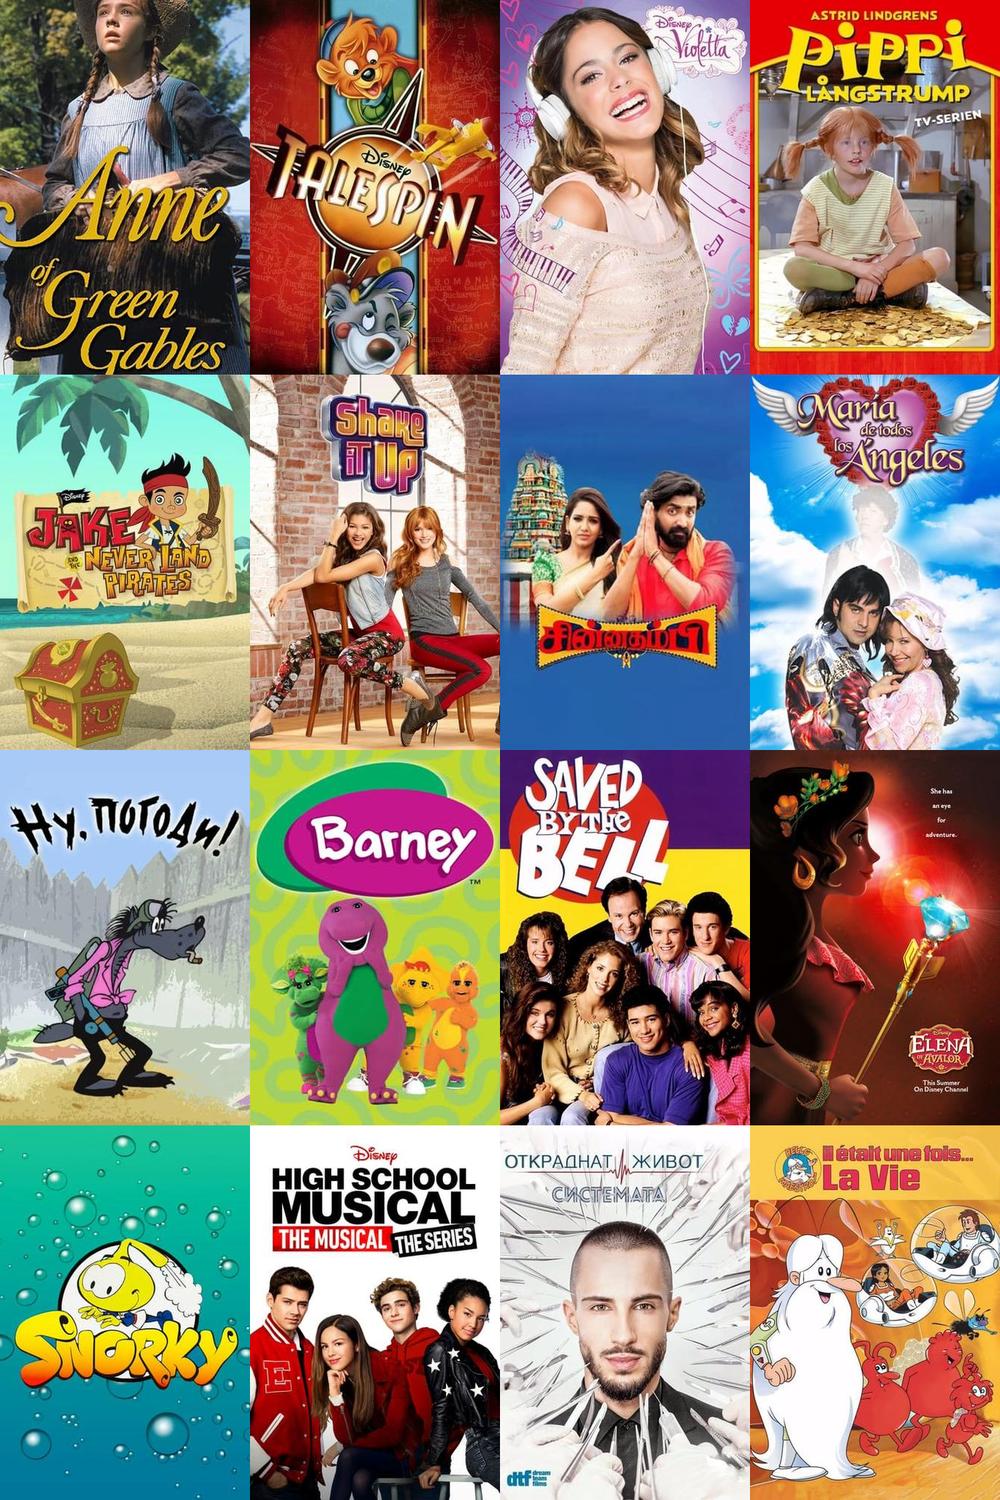 Anne
of
Green
Gables
Disney
TALESPIN
Disney
Violetta
ASTRID LINDGRENS
PiPPi
LÅNGSTRUMP
TV-SERIEN
Disney
JAKE
AND THE
NEVER LAND
PIRATES
Shake
iT UP
சின்னதம்பி
María
de todos
los
Ángeles
Ну, погоди!
Barney
TM
SAVED
BY THE
BELL
She has
an eye
for
adventure.
Disney
ELENA
OF AVALOR
This Summer
On Disney Channel
SNORKY
Disney
HIGH SCHOOL
MUSICAL
THE MUSICAL
THE SERIES
E
ОТКРАДНАТ ЖИВОТ
СИСТЕМАТА
dtf dream
team
films
Il était une fois...
La Vie